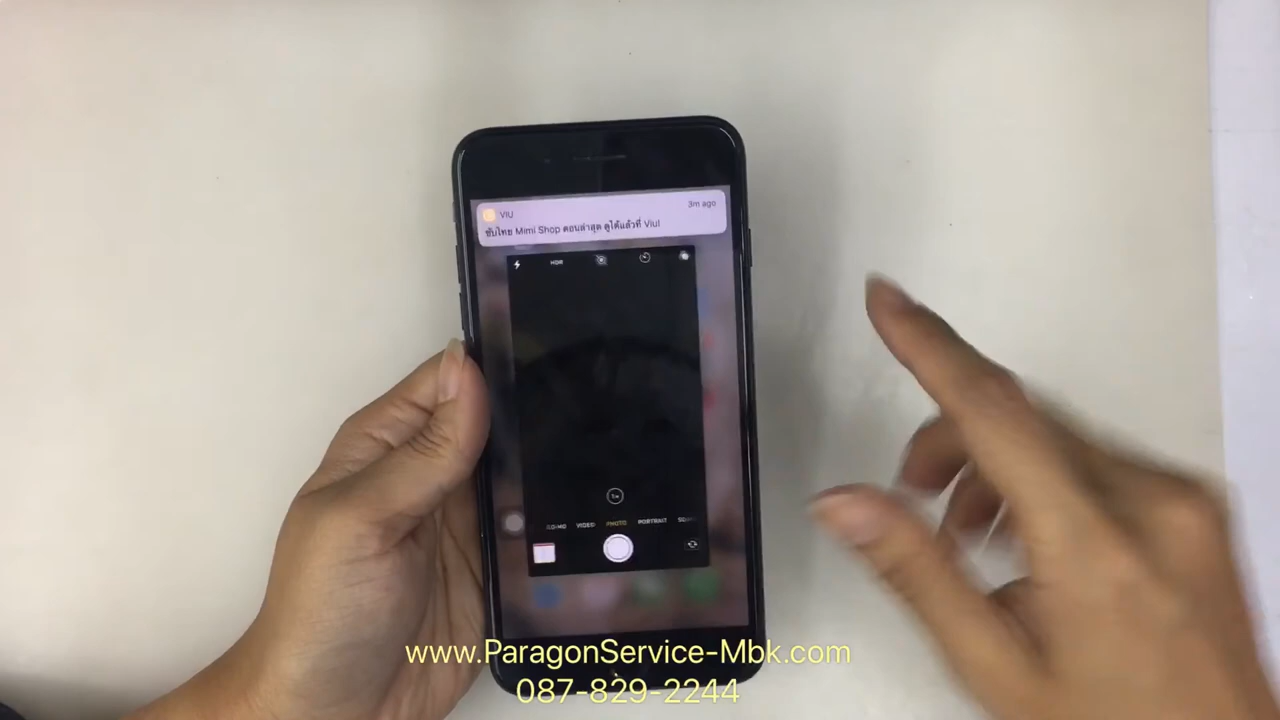 VIU
3m ago
ซับไทย Mimi Shop ตอนล่าสุด ดูได้แล้วที่ Viu!
HDR
VIDEO
PHOTO
PORTRAIT
www.ParagonService-Mbk.com
087-829-2244